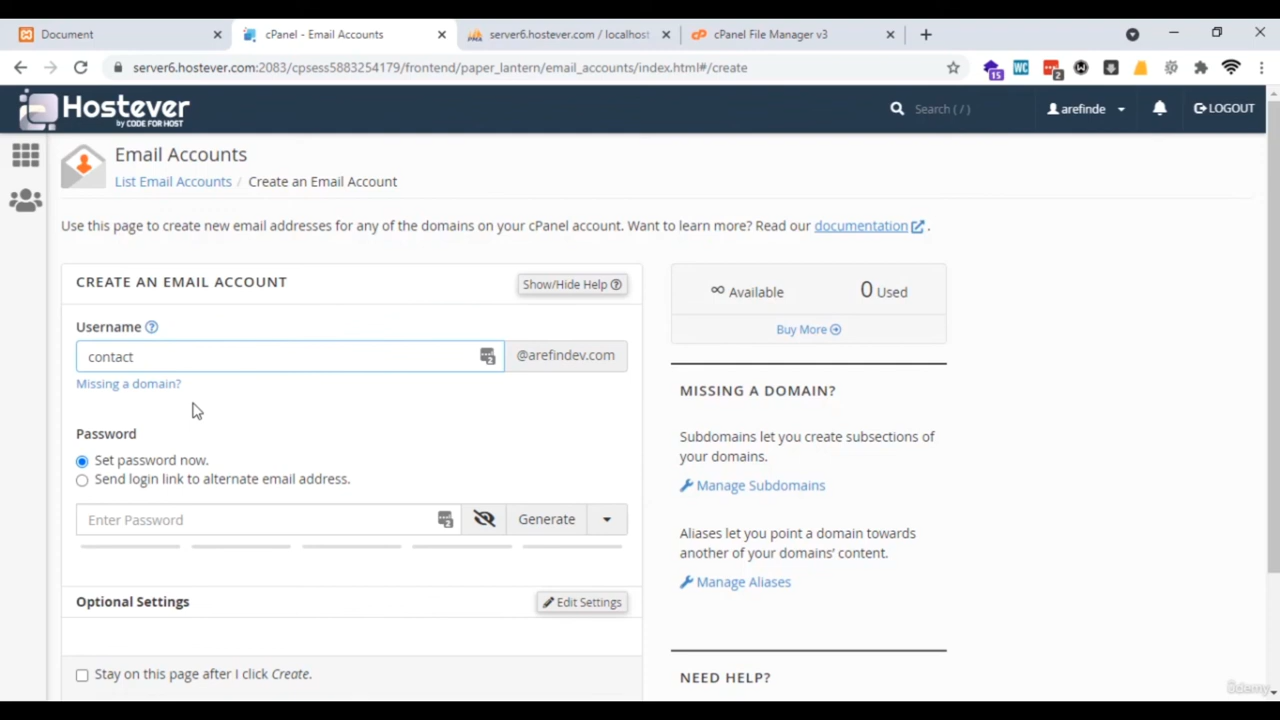 Document
cPanel - Email Accounts
server6.hostever.com / localhost
cPanel File Manager v3
server6.hostever.com:2083/cpsess5883254179/frontend/paper_lantern/email_accounts/index.html#/create
15
WC
2
Hostever
by CODE FOR HOST
Search ( / )
arefinde
LOGOUT
Email Accounts
List Email Accounts / Create an Email Account
Use this page to create new email addresses for any of the domains on your cPanel account. Want to learn more? Read our documentation .
CREATE AN EMAIL ACCOUNT
Show/Hide Help
Username
contact
@arefindev.com
Missing a domain?
Password
Set password now.
Send login link to alternate email address.
Enter Password
Generate
Optional Settings
Edit Settings
Stay on this page after I click Create.
∞ Available
0 Used
Buy More
MISSING A DOMAIN?
Subdomains let you create subsections of
your domains.
Manage Subdomains
Aliases let you point a domain towards
another of your domains’ content.
Manage Aliases
NEED HELP?
ûdemy